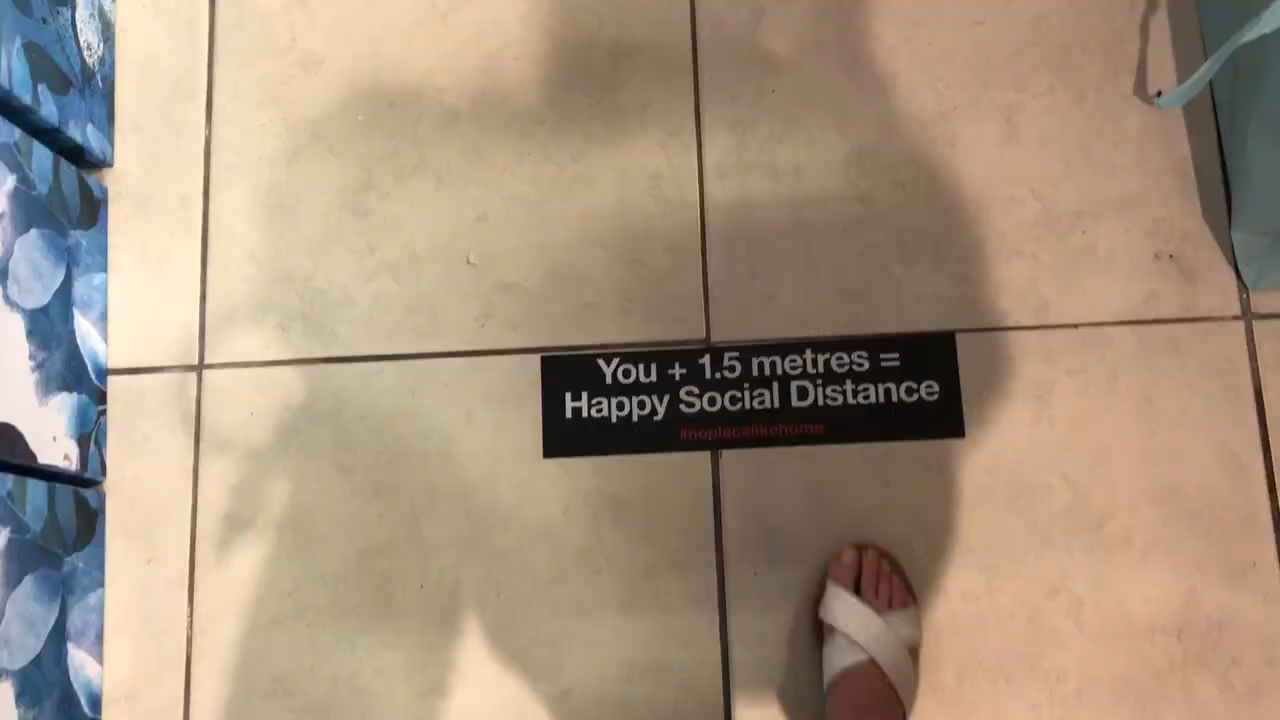 You + 1.5 metres =
Happy Social Distance
#noplacelikehome